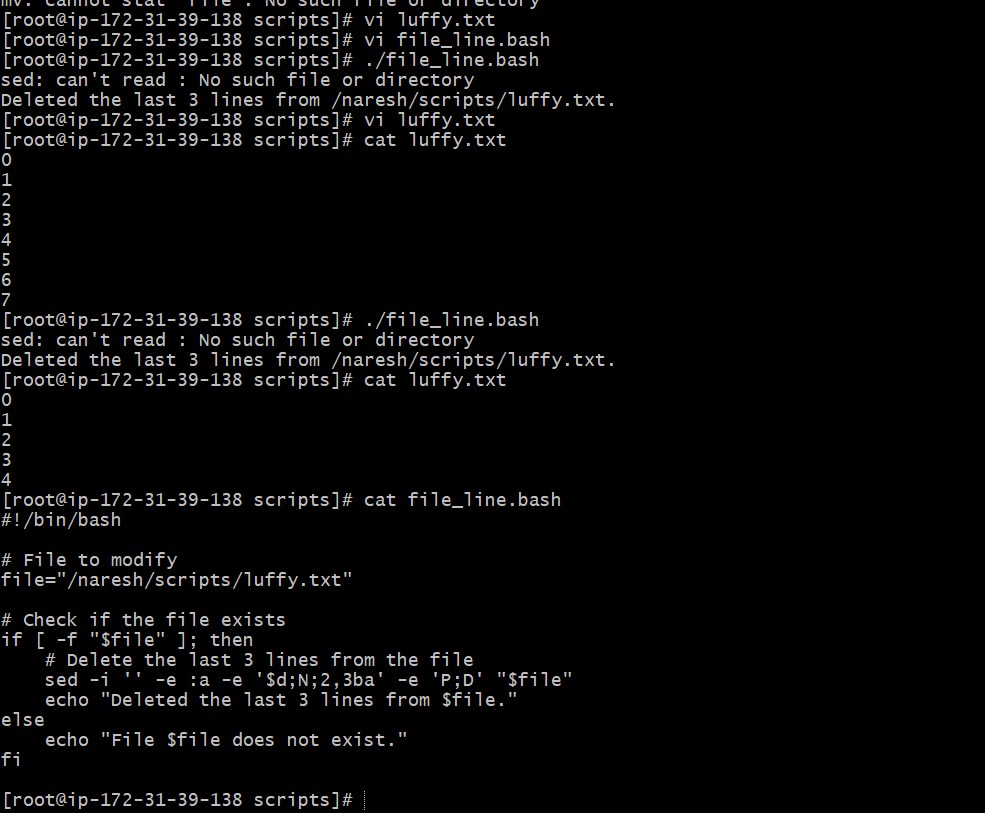 mv: cannot stat 'file': No such file or directory
[root@ip-172-31-39-138 scripts]# vi luffy.txt
[root@ip-172-31-39-138 scripts]# vi file_line.bash
[root@ip-172-31-39-138 scripts]# ./file_line.bash
sed: can't read : No such file or directory
Deleted the last 3 lines from /naresh/scripts/luffy.txt.
[root@ip-172-31-39-138 scripts]# vi luffy.txt
[root@ip-172-31-39-138 scripts]# cat luffy.txt
0
1
2
3
4
5
6
7
[root@ip-172-31-39-138 scripts]# ./file_line.bash
sed: can't read : No such file or directory
Deleted the last 3 lines from /naresh/scripts/luffy.txt.
[root@ip-172-31-39-138 scripts]# cat luffy.txt
0
1
2
3
4
[root@ip-172-31-39-138 scripts]# cat file_line.bash
#!/bin/bash
# File to modify
file="/naresh/scripts/luffy.txt"
# Check if the file exists
if [ -f "$file" ]; then
    # Delete the last 3 lines from the file
    sed -i '' -e :a -e '$d;N;2,3ba' -e 'P;D' "$file"
    echo "Deleted the last 3 lines from $file."
else
    echo "File $file does not exist."
fi
[root@ip-172-31-39-138 scripts]#